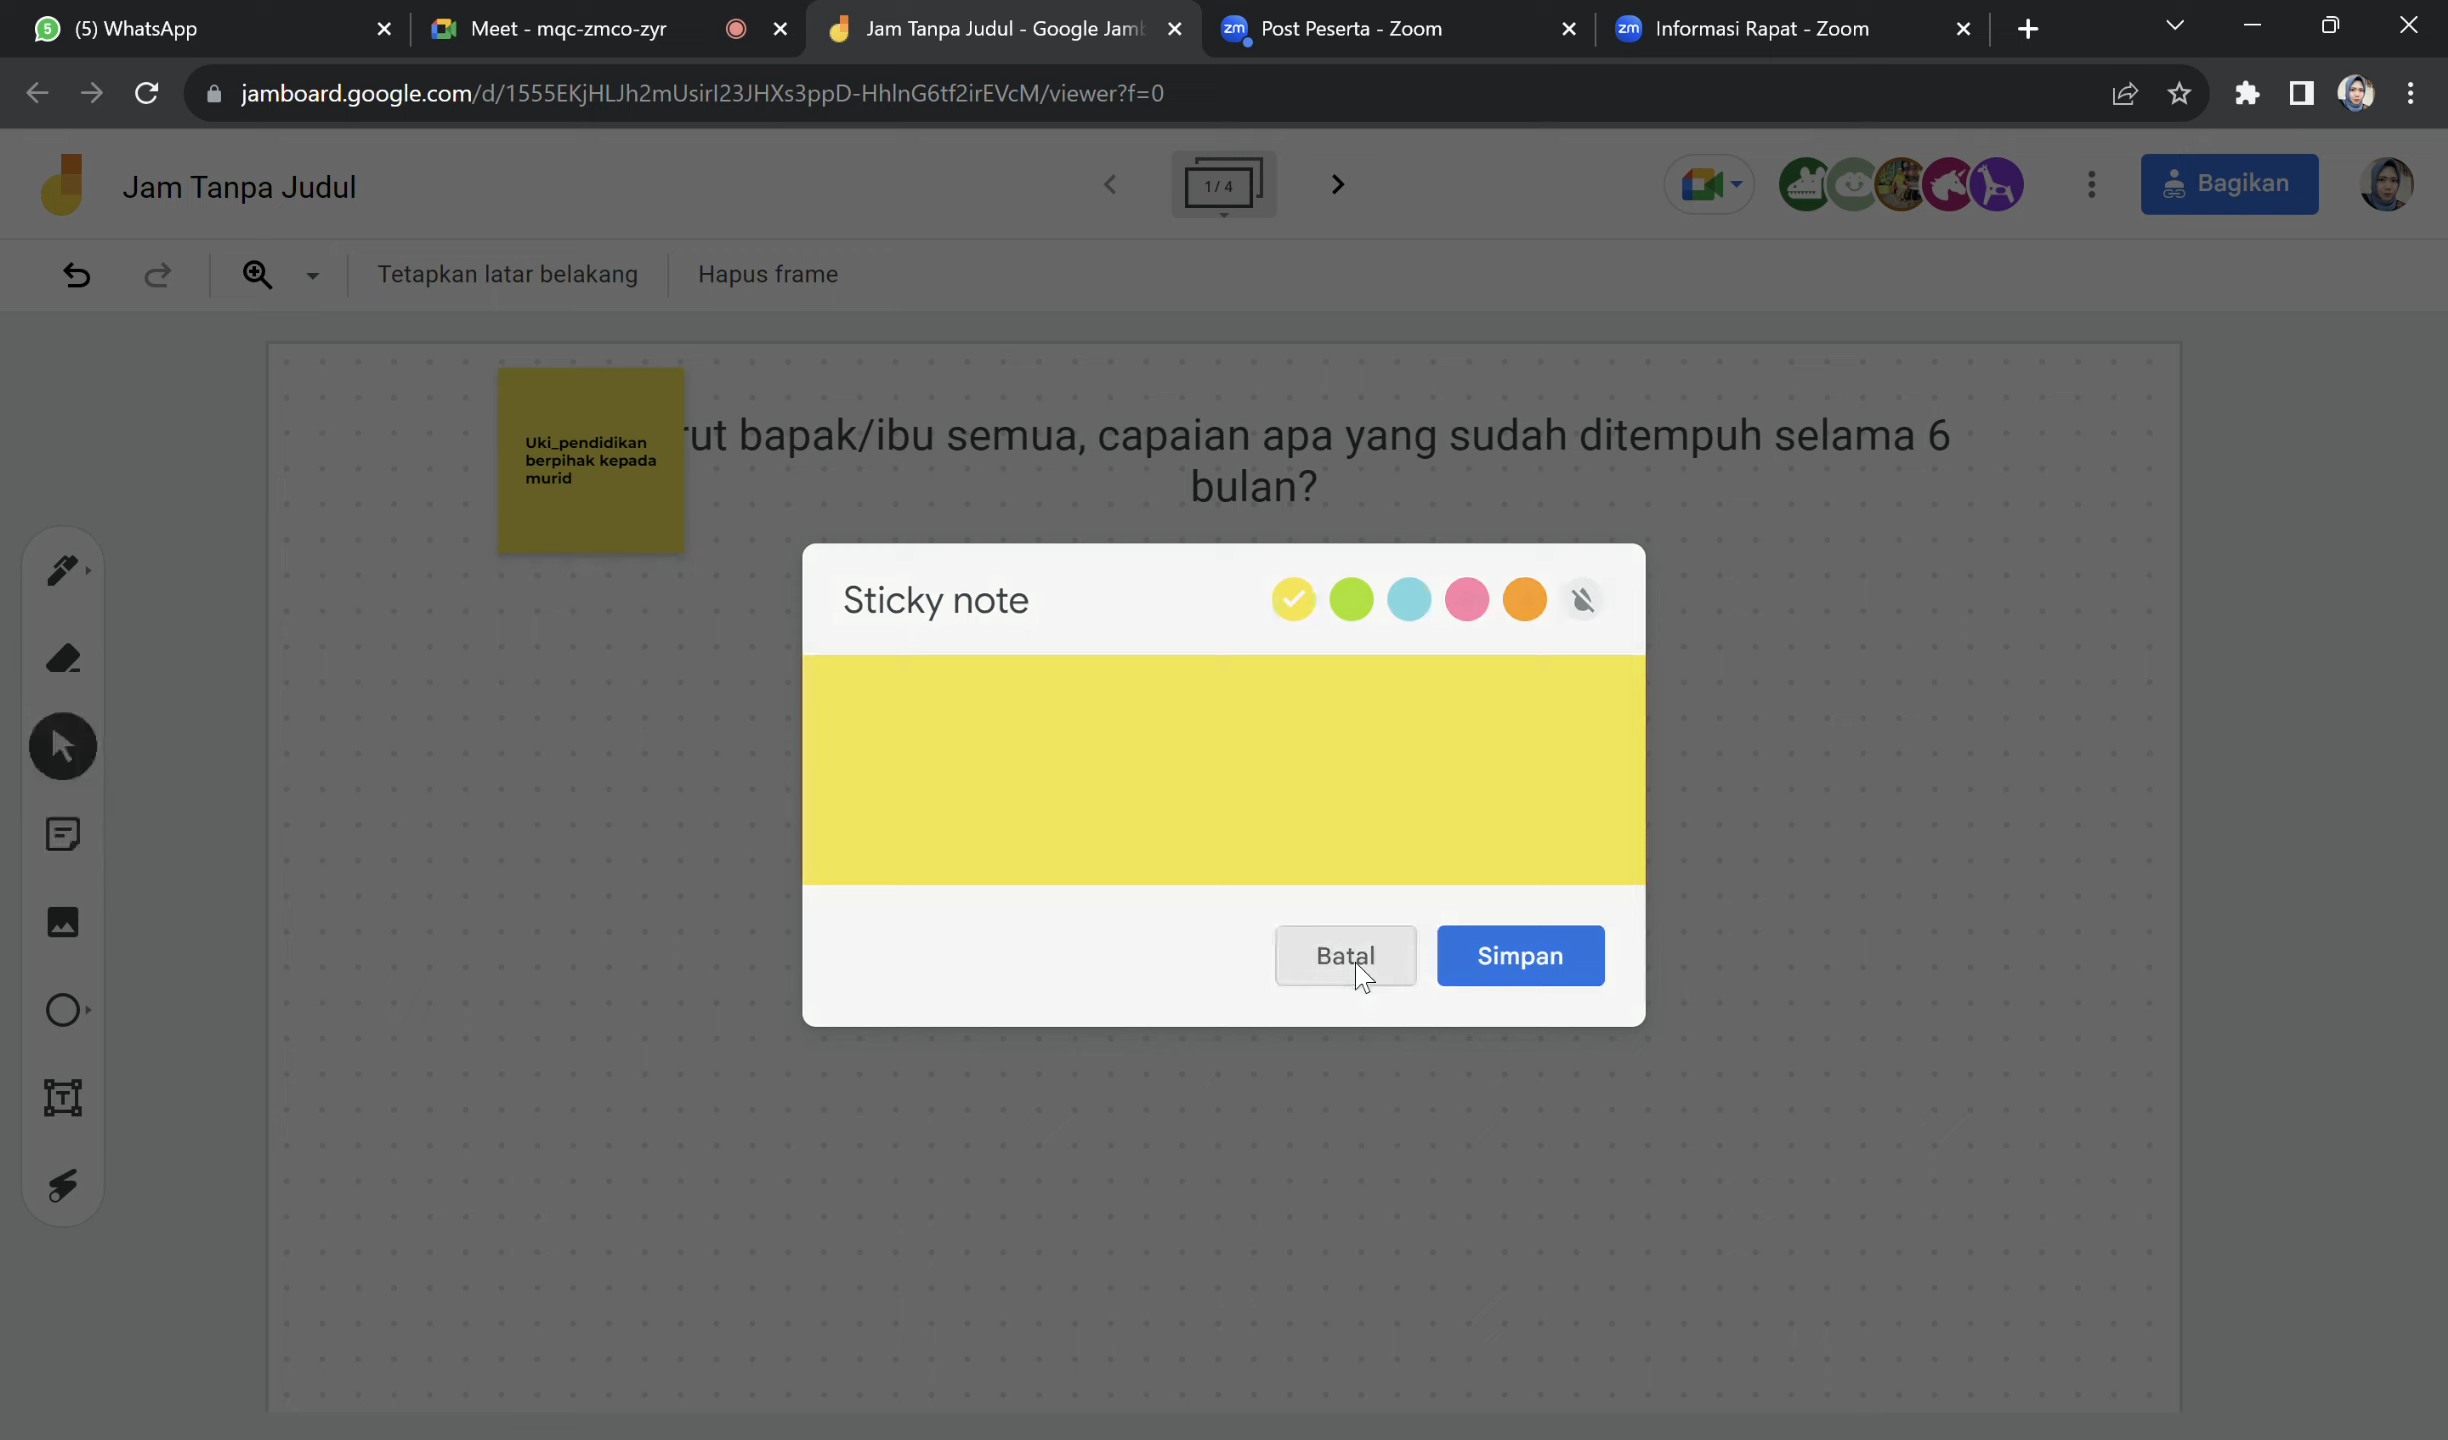 (5) WhatsApp
Meet - mqc-zmco-zyr
Jam Tanpa Judul - Google Jamb
Post Peserta - Zoom
Informasi Rapat - Zoom
jamboard.google.com/d/1555EKjHLJh2mUsirI23JHXs3ppD-HhlnG6tf2irEVcM/viewer?f=0
Jam Tanpa Judul
1 / 4
Bagikan
Tetapkan latar belakang
Hapus frame
Uki_pendidikan
berpihak kepada
murid
rut bapak/ibu semua, capaian apa yang sudah ditempuh selama 6
bulan?
Sticky note
Batal
Simpan